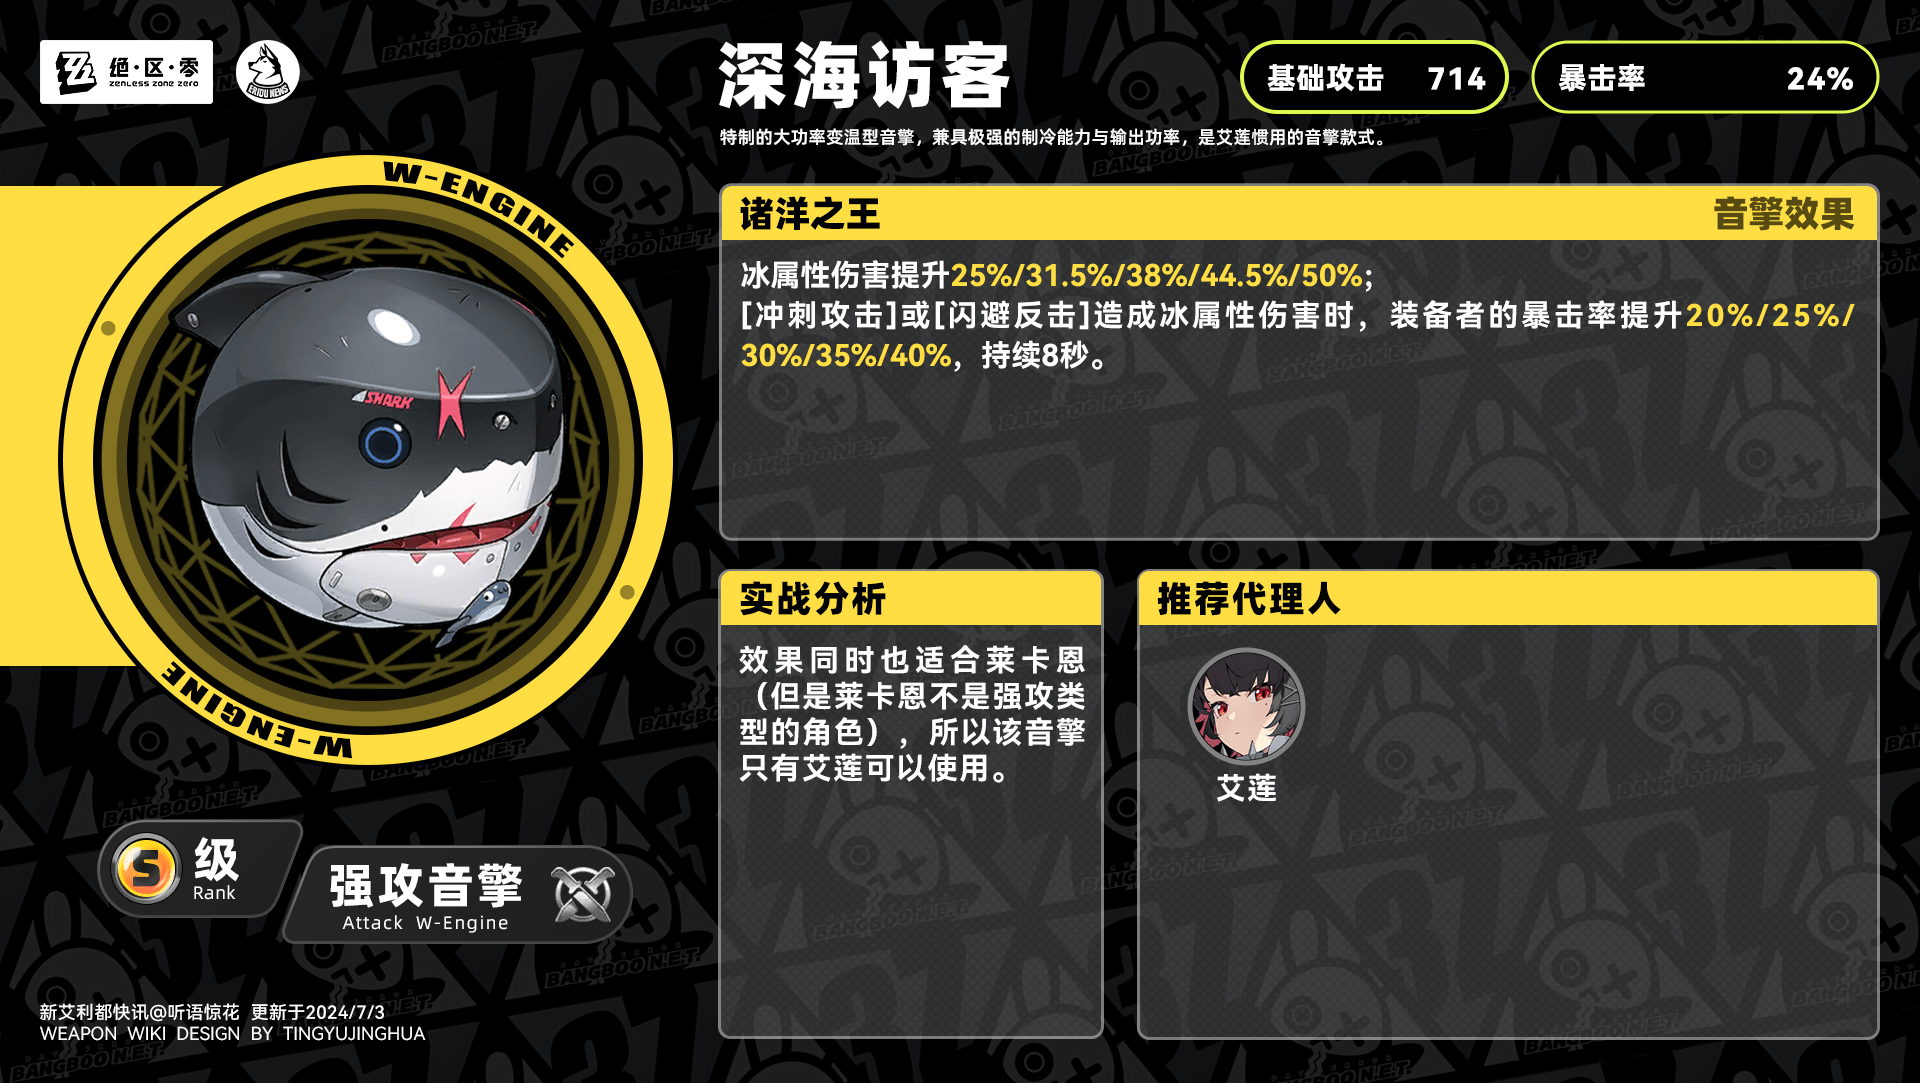 绝·区·零
ZENLESS ZONE ZERO
ERIDU NEWS
深海访客
基础攻击 714
暴击率 24%
特制的大功率变温型音擎，兼具极强的制冷能力与输出功率，是艾莲惯用的音擎款式。
W-ENGINE
SHARK
W-ENGINE
诸洋之王 音擎效果
冰属性伤害提升25%/31.5%/38%/44.5%/50%；
[冲刺攻击]或[闪避反击]造成冰属性伤害时，装备者的暴击率提升20%/25%/
30%/35%/40%，持续8秒。
实战分析
效果同时也适合莱卡恩
（但是莱卡恩不是强攻类
型的角色），所以该音擎
只有艾莲可以使用。
推荐代理人
艾莲
S 级
Rank
强攻音擎
Attack W-Engine
新艾利都快讯@听语惊花 更新于2024/7/3
WEAPON WIKI DESIGN BY TINGYUJINGHUA
BANGBOO N.E.T.